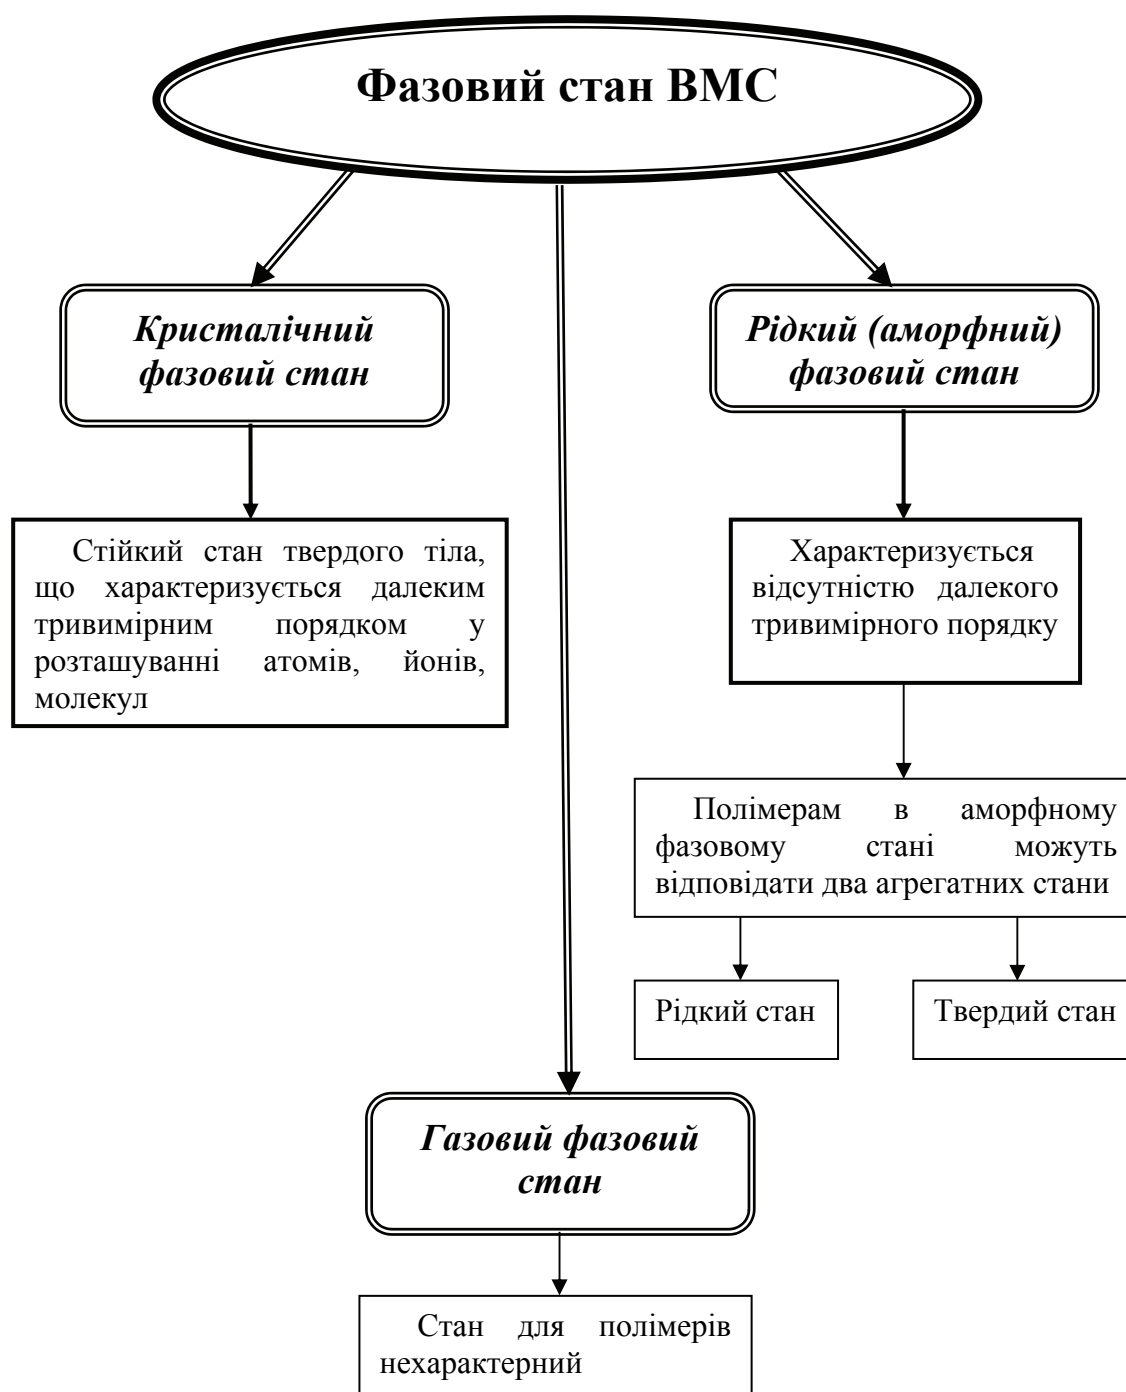 Фазовий стан ВМС
Кристалічний
фазовий стан
Рідкий (аморфний)
фазовий стан
Стійкий стан твердого тіла,
що характеризується далеким
тривимірним порядком у
розташуванні атомів, йонів,
молекул
Характеризується
відсутністю далекого
тривимірного порядку
Полімерам в аморфному
фазовому стані можуть
відповідати два агрегатних стани
Рідкий стан
Твердий стан
Газовий фазовий
стан
Стан для полімерів
нехарактерний